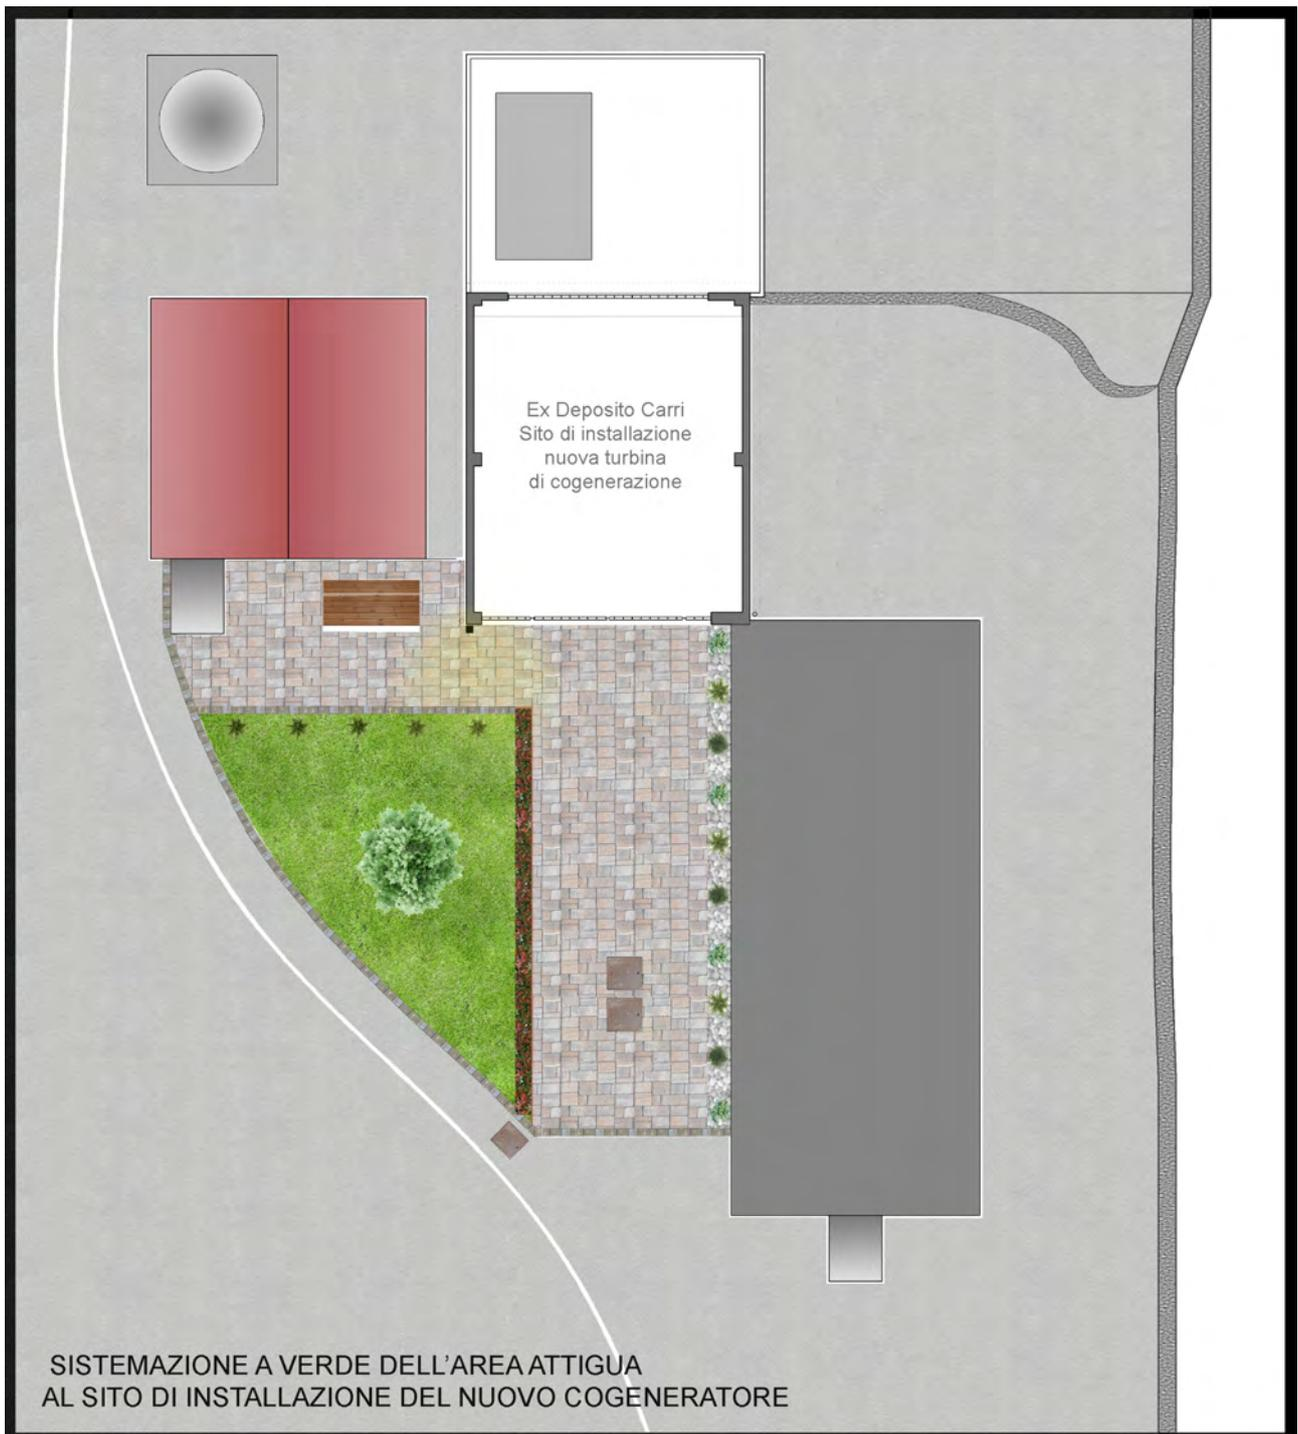 Ex Deposito Carri
Sito di installazione
nuova turbina
di cogenerazione
SISTEMAZIONE A VERDE DELL'AREA ATTIGUA
AL SITO DI INSTALLAZIONE DEL NUOVO COGENERATORE